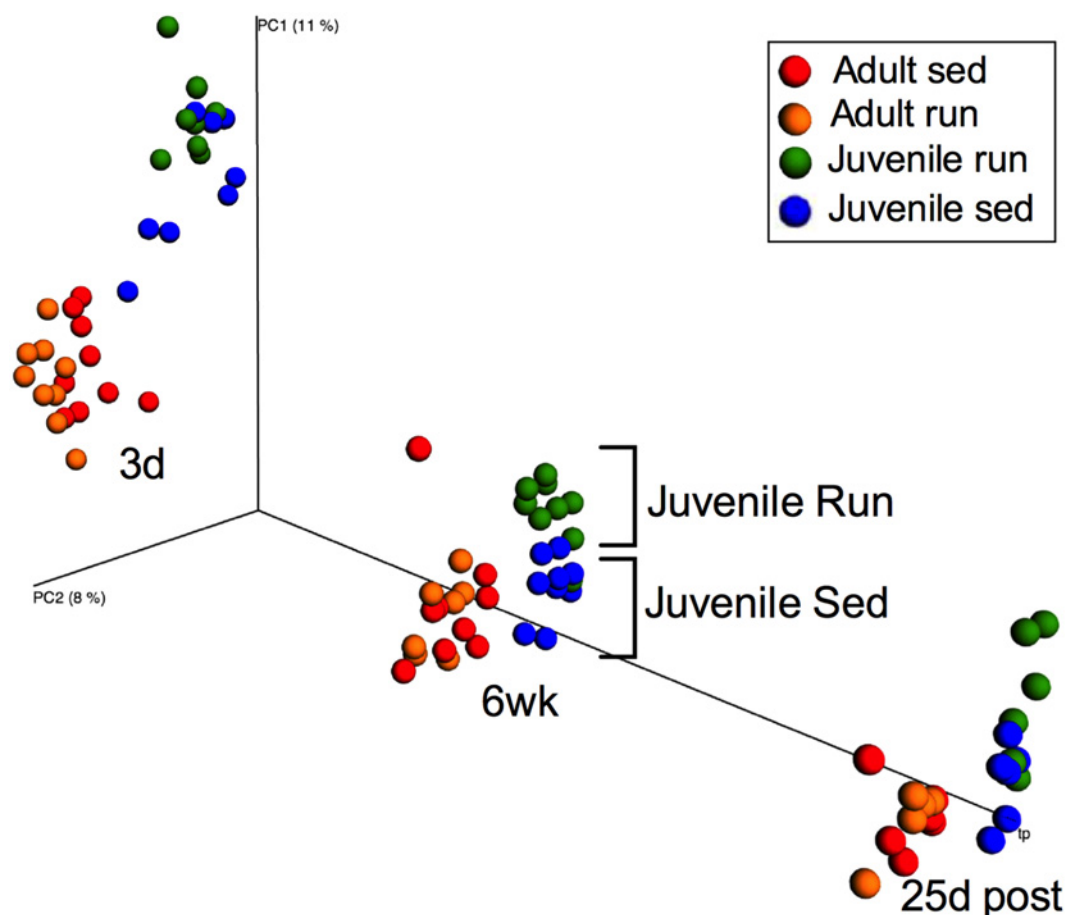 PC1 (11 %)
Adult sed
Adult run
Juvenile run
Juvenile sed
3d
Juvenile Run
PC2 (8 %)
Juvenile Sed
6wk
tp
25d post